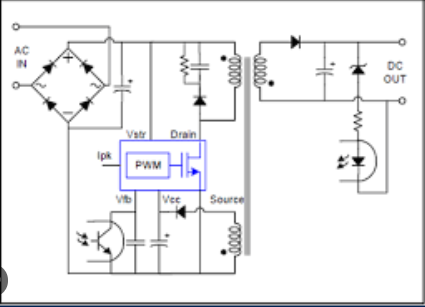 AC
IN
DC
OUT
Vstr
Drain
Ipk
PWM
Vfb
Vcc
Source